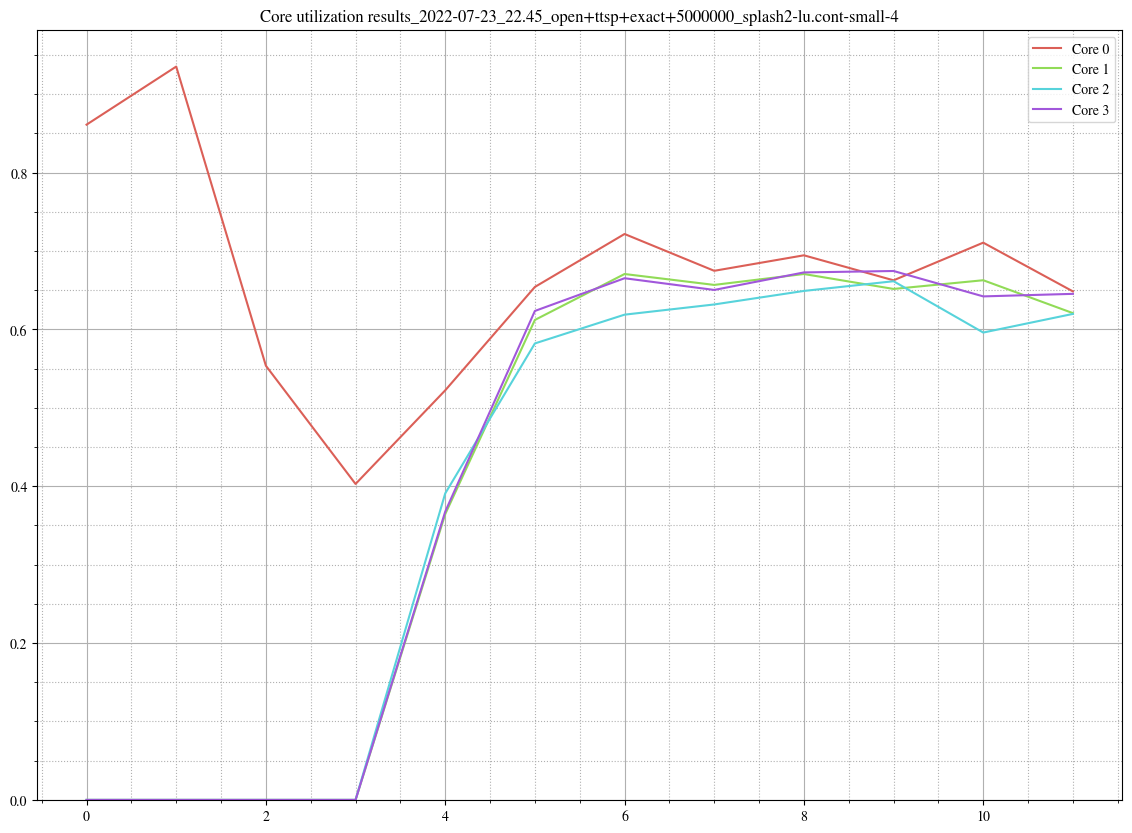 Core utilization results_2022-07-23_22.45_open+ttsp+exact+5000000_splash2-lu.cont-small-4
Core 0
Core 1
Core 2
Core 3
0.8
0.6
0.4
0.2
0.0
0 2 4 6 8 10